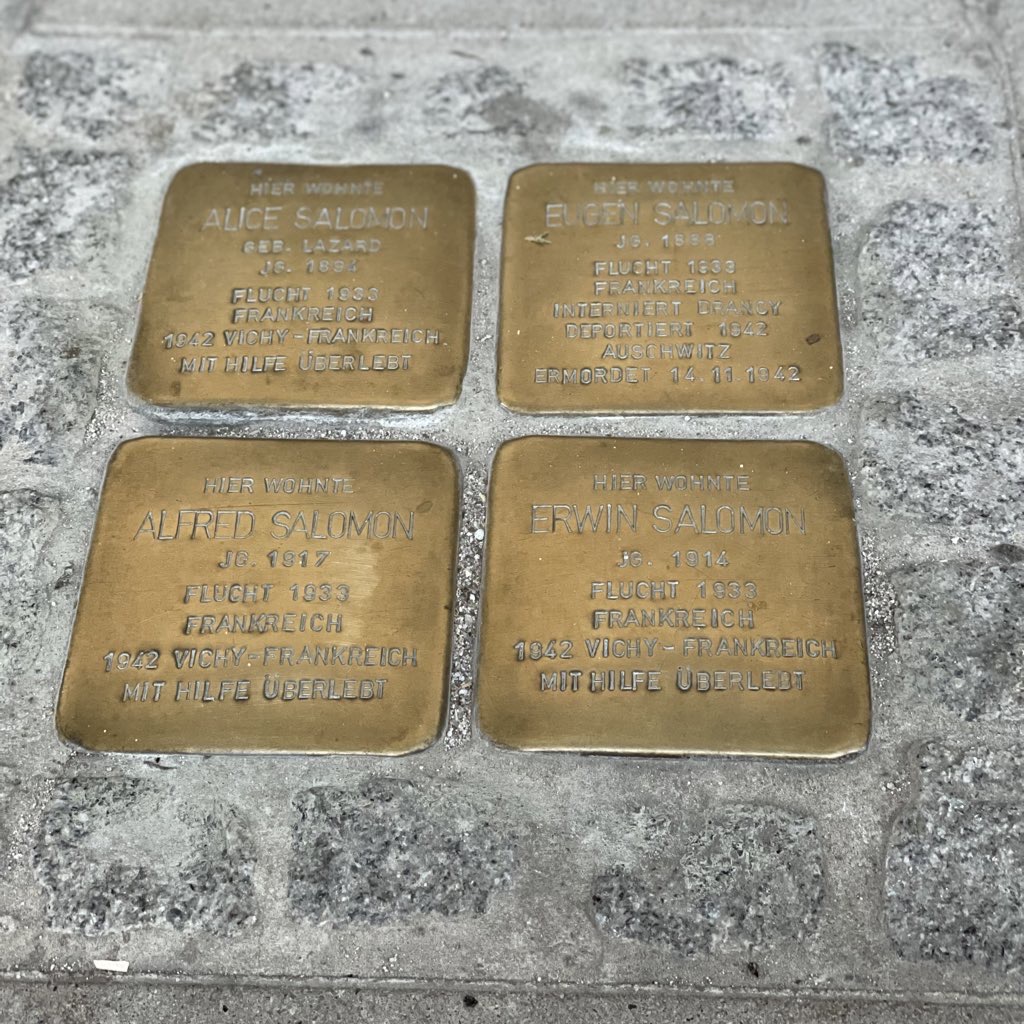 HIER WOHNTE
ALICE SALOMON
GEB. LAZARD
JG. 1894
FLUCHT 1933
FRANKREICH
1942 VICHY-FRANKREICH
MIT HILFE ÜBERLEBT
HIER WOHNTE
EUGEN SALOMON
JG. 1888
FLUCHT 1933
FRANKREICH
INTERNIERT DRANCY
DEPORTIERT 1942
AUSCHWITZ
ERMORDET 14.11.1942
HIER WOHNTE
ALFRED SALOMON
JG. 1917
FLUCHT 1933
FRANKREICH
1942 VICHY-FRANKREICH
MIT HILFE ÜBERLEBT
HIER WOHNTE
ERWIN SALOMON
JG. 1914
FLUCHT 1933
FRANKREICH
1942 VICHY-FRANKREICH
MIT HILFE ÜBERLEBT